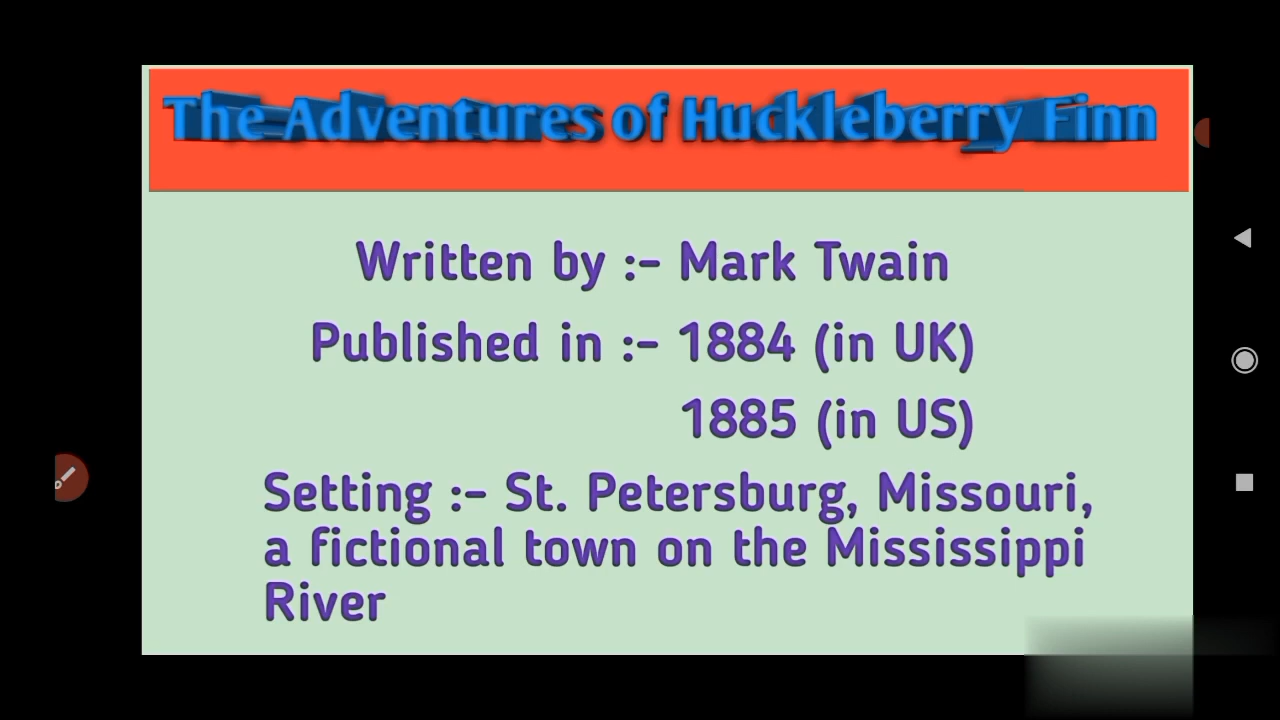 The Adventures of Huckleberry Finn
Written by :- Mark Twain
Published in :- 1884 (in UK)
1885 (in US)
Setting :- St. Petersburg, Missouri,
a fictional town on the Mississippi
River